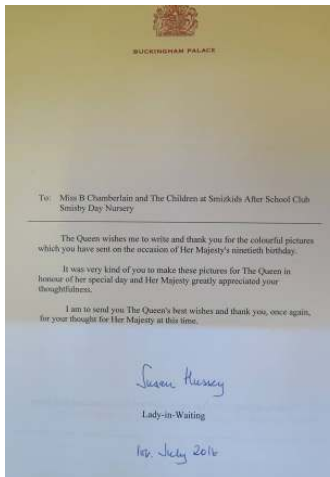 BUCKINGHAM PALACE
To: Miss B Chamberlain and The Children at Smizkids After School Club
Smisby Day Nursery
The Queen wishes me to write and thank you for the colourful pictures
which you have sent on the occasion of Her Majesty's ninetieth birthday.
It was very kind of you to make these pictures for The Queen in
honour of her special day and Her Majesty greatly appreciated your
thoughtfulness.
I am to send you The Queen's best wishes and thank you, once again,
for your thought for Her Majesty at this time.
Susan Hussey
Lady-in-Waiting
1st. July 2016